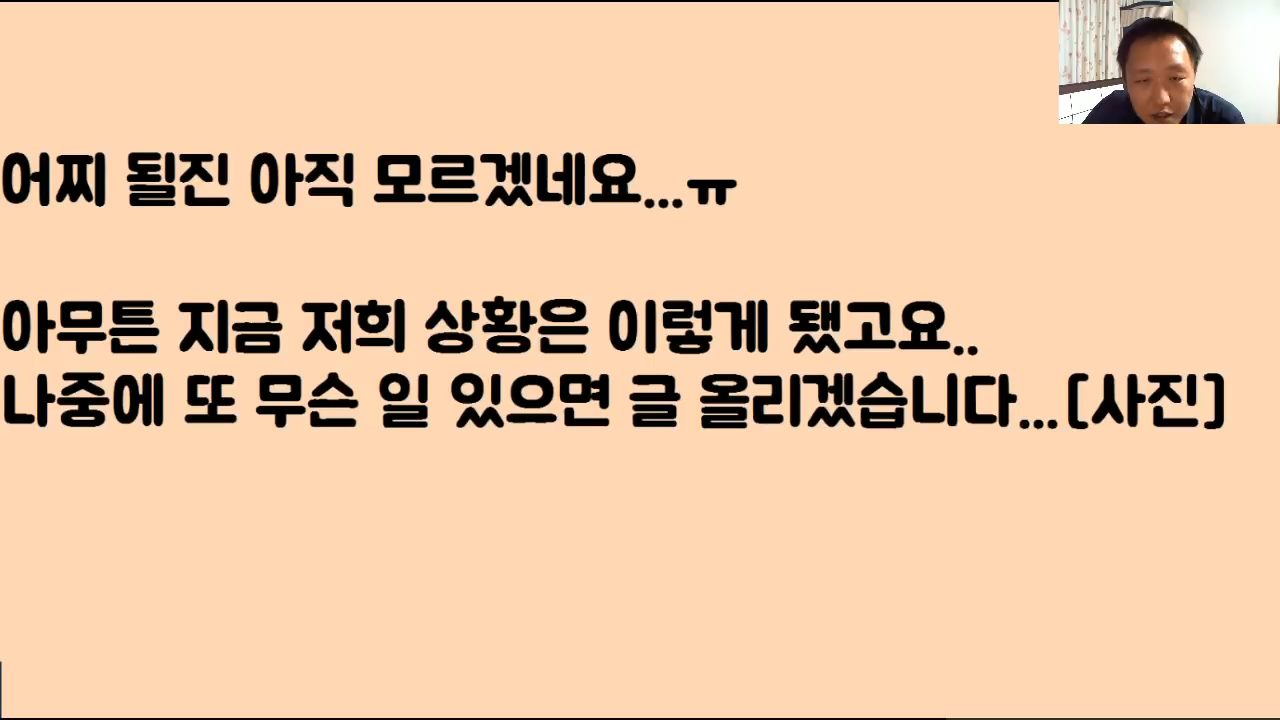 어찌 될진 아직 모르겠네요...ㅠ
아무튼 지금 저희 상황은 이렇게 됐고요..
나중에 또 무슨 일 있으면 글 올리겠습니다...[사진]